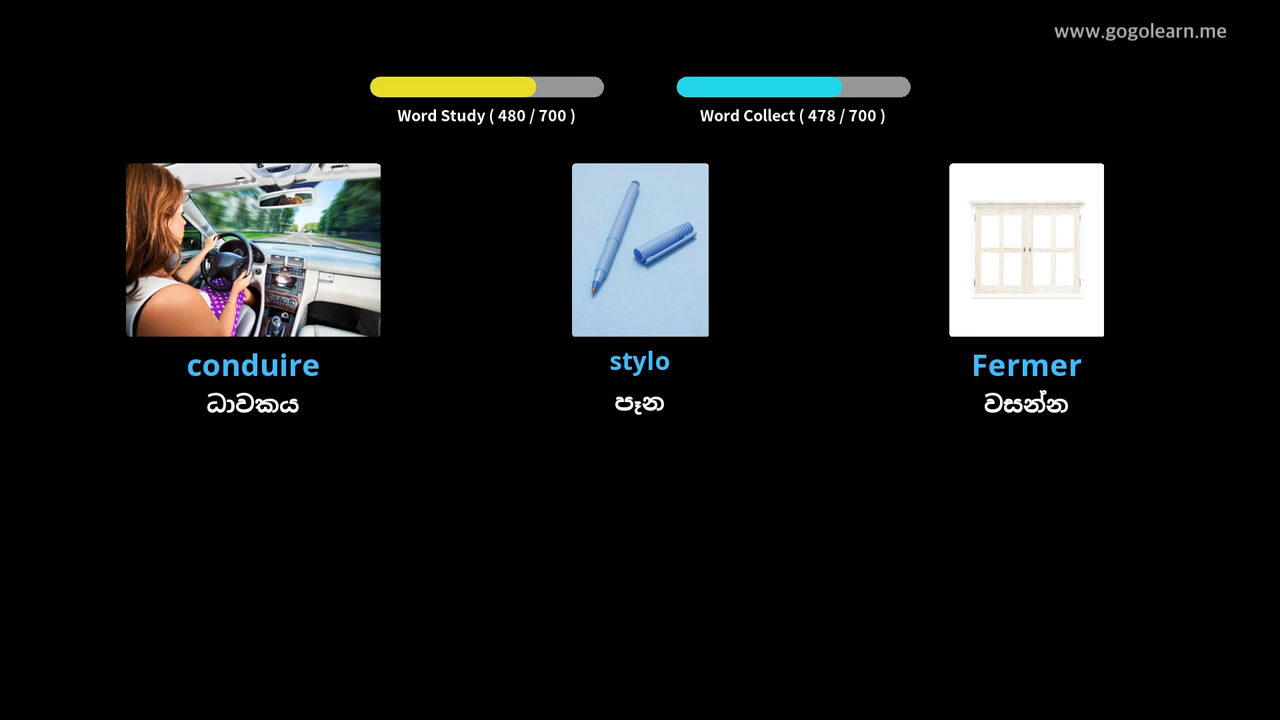 www.gogolearn.me
Word Study ( 480 / 700 )
Word Collect ( 478 / 700 )
conduire
ධාවකය
stylo
පෑන
Fermer
වසන්න